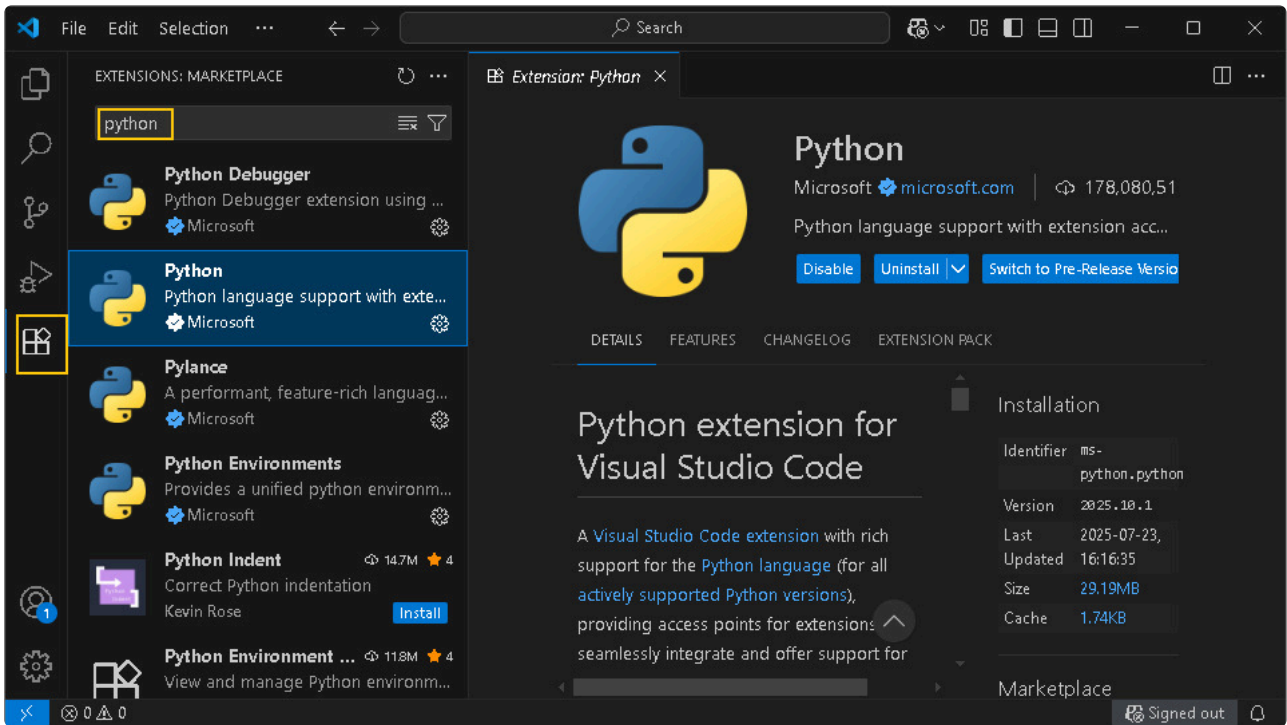 File Edit Selection ··· Search
EXTENSIONS: MARKETPLACE
python
Python Debugger
Python Debugger extension using ...
Microsoft
Python
Python language support with exte...
Microsoft
Pylance
A performant, feature-rich languag...
Microsoft
Python Environments
Provides a unified python environm...
Microsoft
Python Indent 14.7M 4
Correct Python indentation
Kevin Rose Install
Python Environment ... 11.8M 4
View and manage Python environm...
1
Extension: Python
Python
Microsoft microsoft.com 178,080,51
Python language support with extension acc...
Disable Uninstall Switch to Pre-Release Versio
DETAILS FEATURES CHANGELOG EXTENSION PACK
Python extension for
Visual Studio Code
A Visual Studio Code extension with rich
support for the Python language (for all
actively supported Python versions),
providing access points for extensions
seamlessly integrate and offer support for
Installation
Identifier ms-
python.python
Version 2025.10.1
Last 2025-07-23,
Updated 16:16:35
Size 29.19MB
Cache 1.74KB
Marketplace
0 0 Signed out